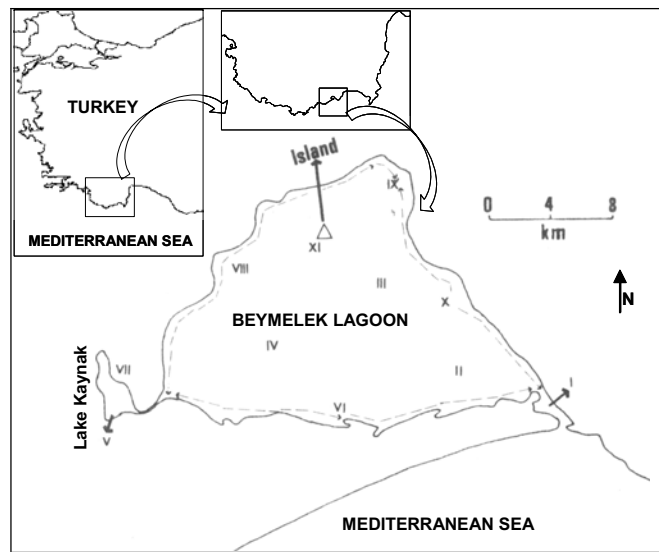 TURKEY
MEDITERRANEAN SEA
Island
IX
0 4 8
km
XI
VIII
III
N
X
BEYMELEK LAGOON
IV
VII
II
I
Lake Kaynak
VI
V
MEDITERRANEAN SEA